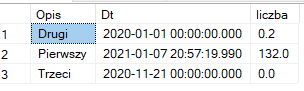 Opis Dt liczba
1 Drugi 2020-01-01 00:00:00.000 0.2
2 Pierwszy 2021-01-07 20:57:19.990 132.0
3 Trzeci 2020-11-21 00:00:00.000 0.0